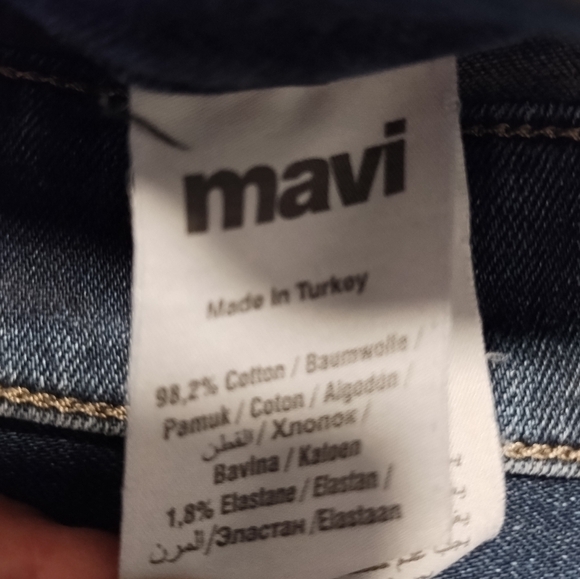 mavi
Made in Turkey
98,2% Cotton / Baumwolle /
Pamuk / Coton / Algodón /
القطن / Хлопок /
Bavlna / Katoen
1,8% Elastane / Elastan /
المرن/Эластан/Elastaan